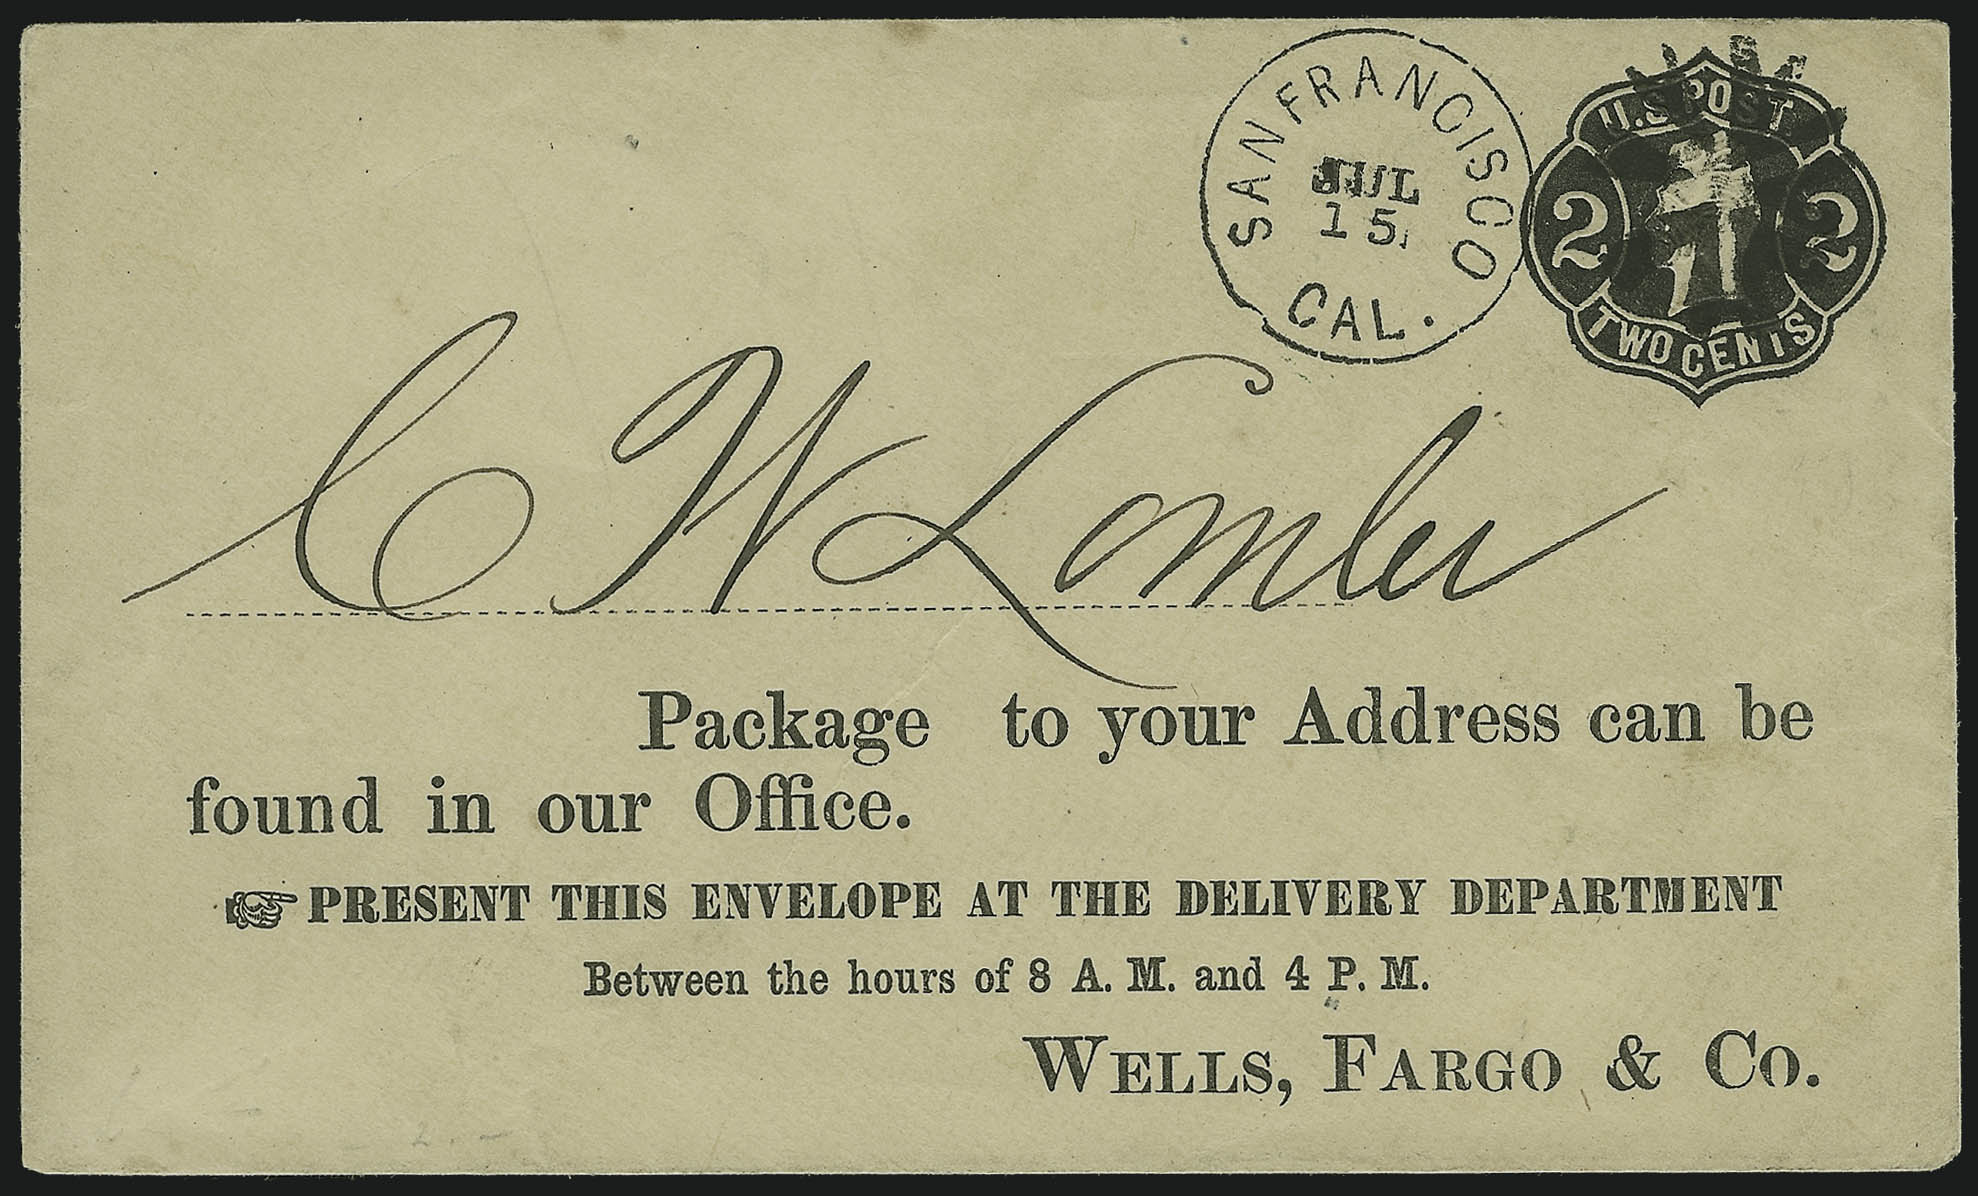 SAN FRANCISCO
JUL
15
CAL.
U.S. POST.
2 2
TWO CENTS
C W Lomler
Package to your Address can be
found in our Office.
☞ PRESENT THIS ENVELOPE AT THE DELIVERY DEPARTMENT
Between the hours of 8 A. M. and 4 P. M.
WELLS, FARGO & CO.